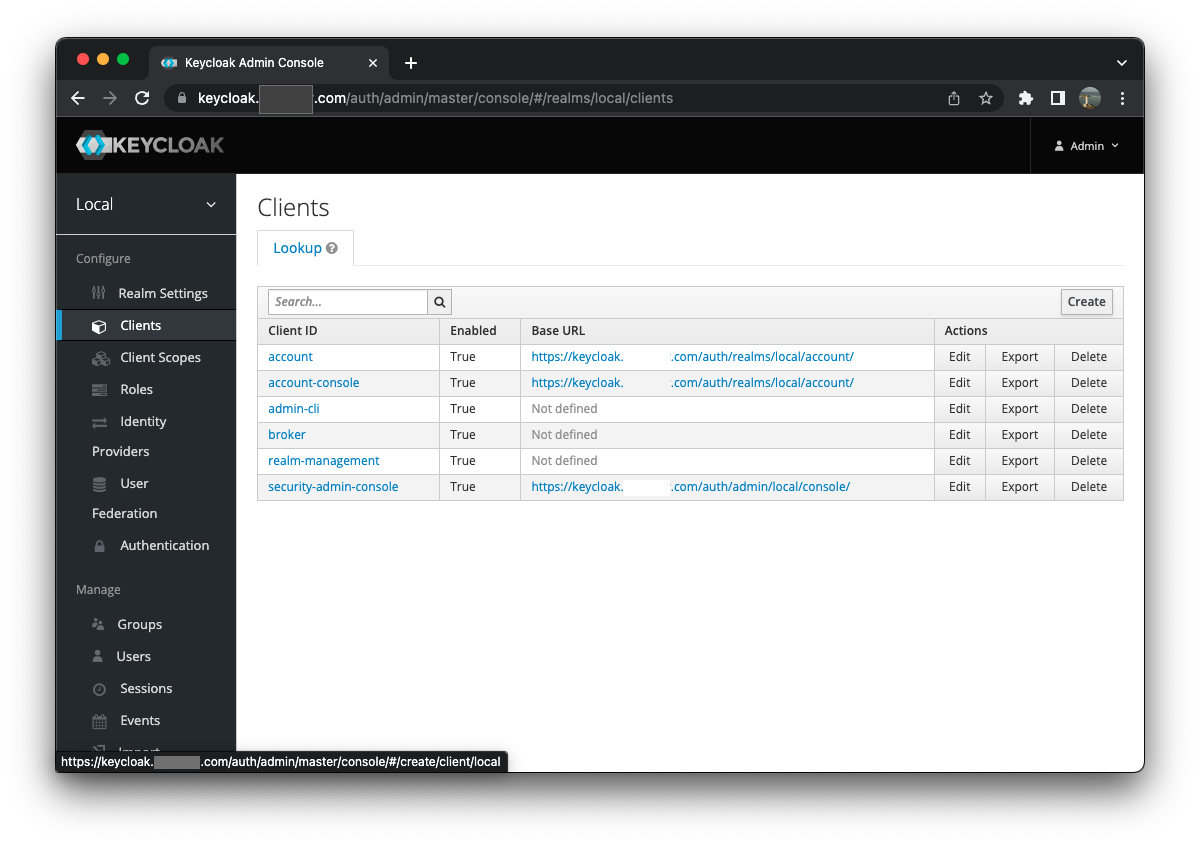 Keycloak Admin Console
keycloak. .com/auth/admin/master/console/#/realms/local/clients
KEYCLOAK
Admin
Local
Configure
Realm Settings
Clients
Client Scopes
Roles
Identity
Providers
User
Federation
Authentication
Manage
Groups
Users
Sessions
Events
Import
Clients
Lookup
Search...
Create
Client ID Enabled Base URL Actions
account True https://keycloak. .com/auth/realms/local/account/ Edit Export Delete
account-console True https://keycloak. .com/auth/realms/local/account/ Edit Export Delete
admin-cli True Not defined Edit Export Delete
broker True Not defined Edit Export Delete
realm-management True Not defined Edit Export Delete
security-admin-console True https://keycloak. .com/auth/admin/local/console/ Edit Export Delete
https://keycloak. .com/auth/admin/master/console/#/create/client/local